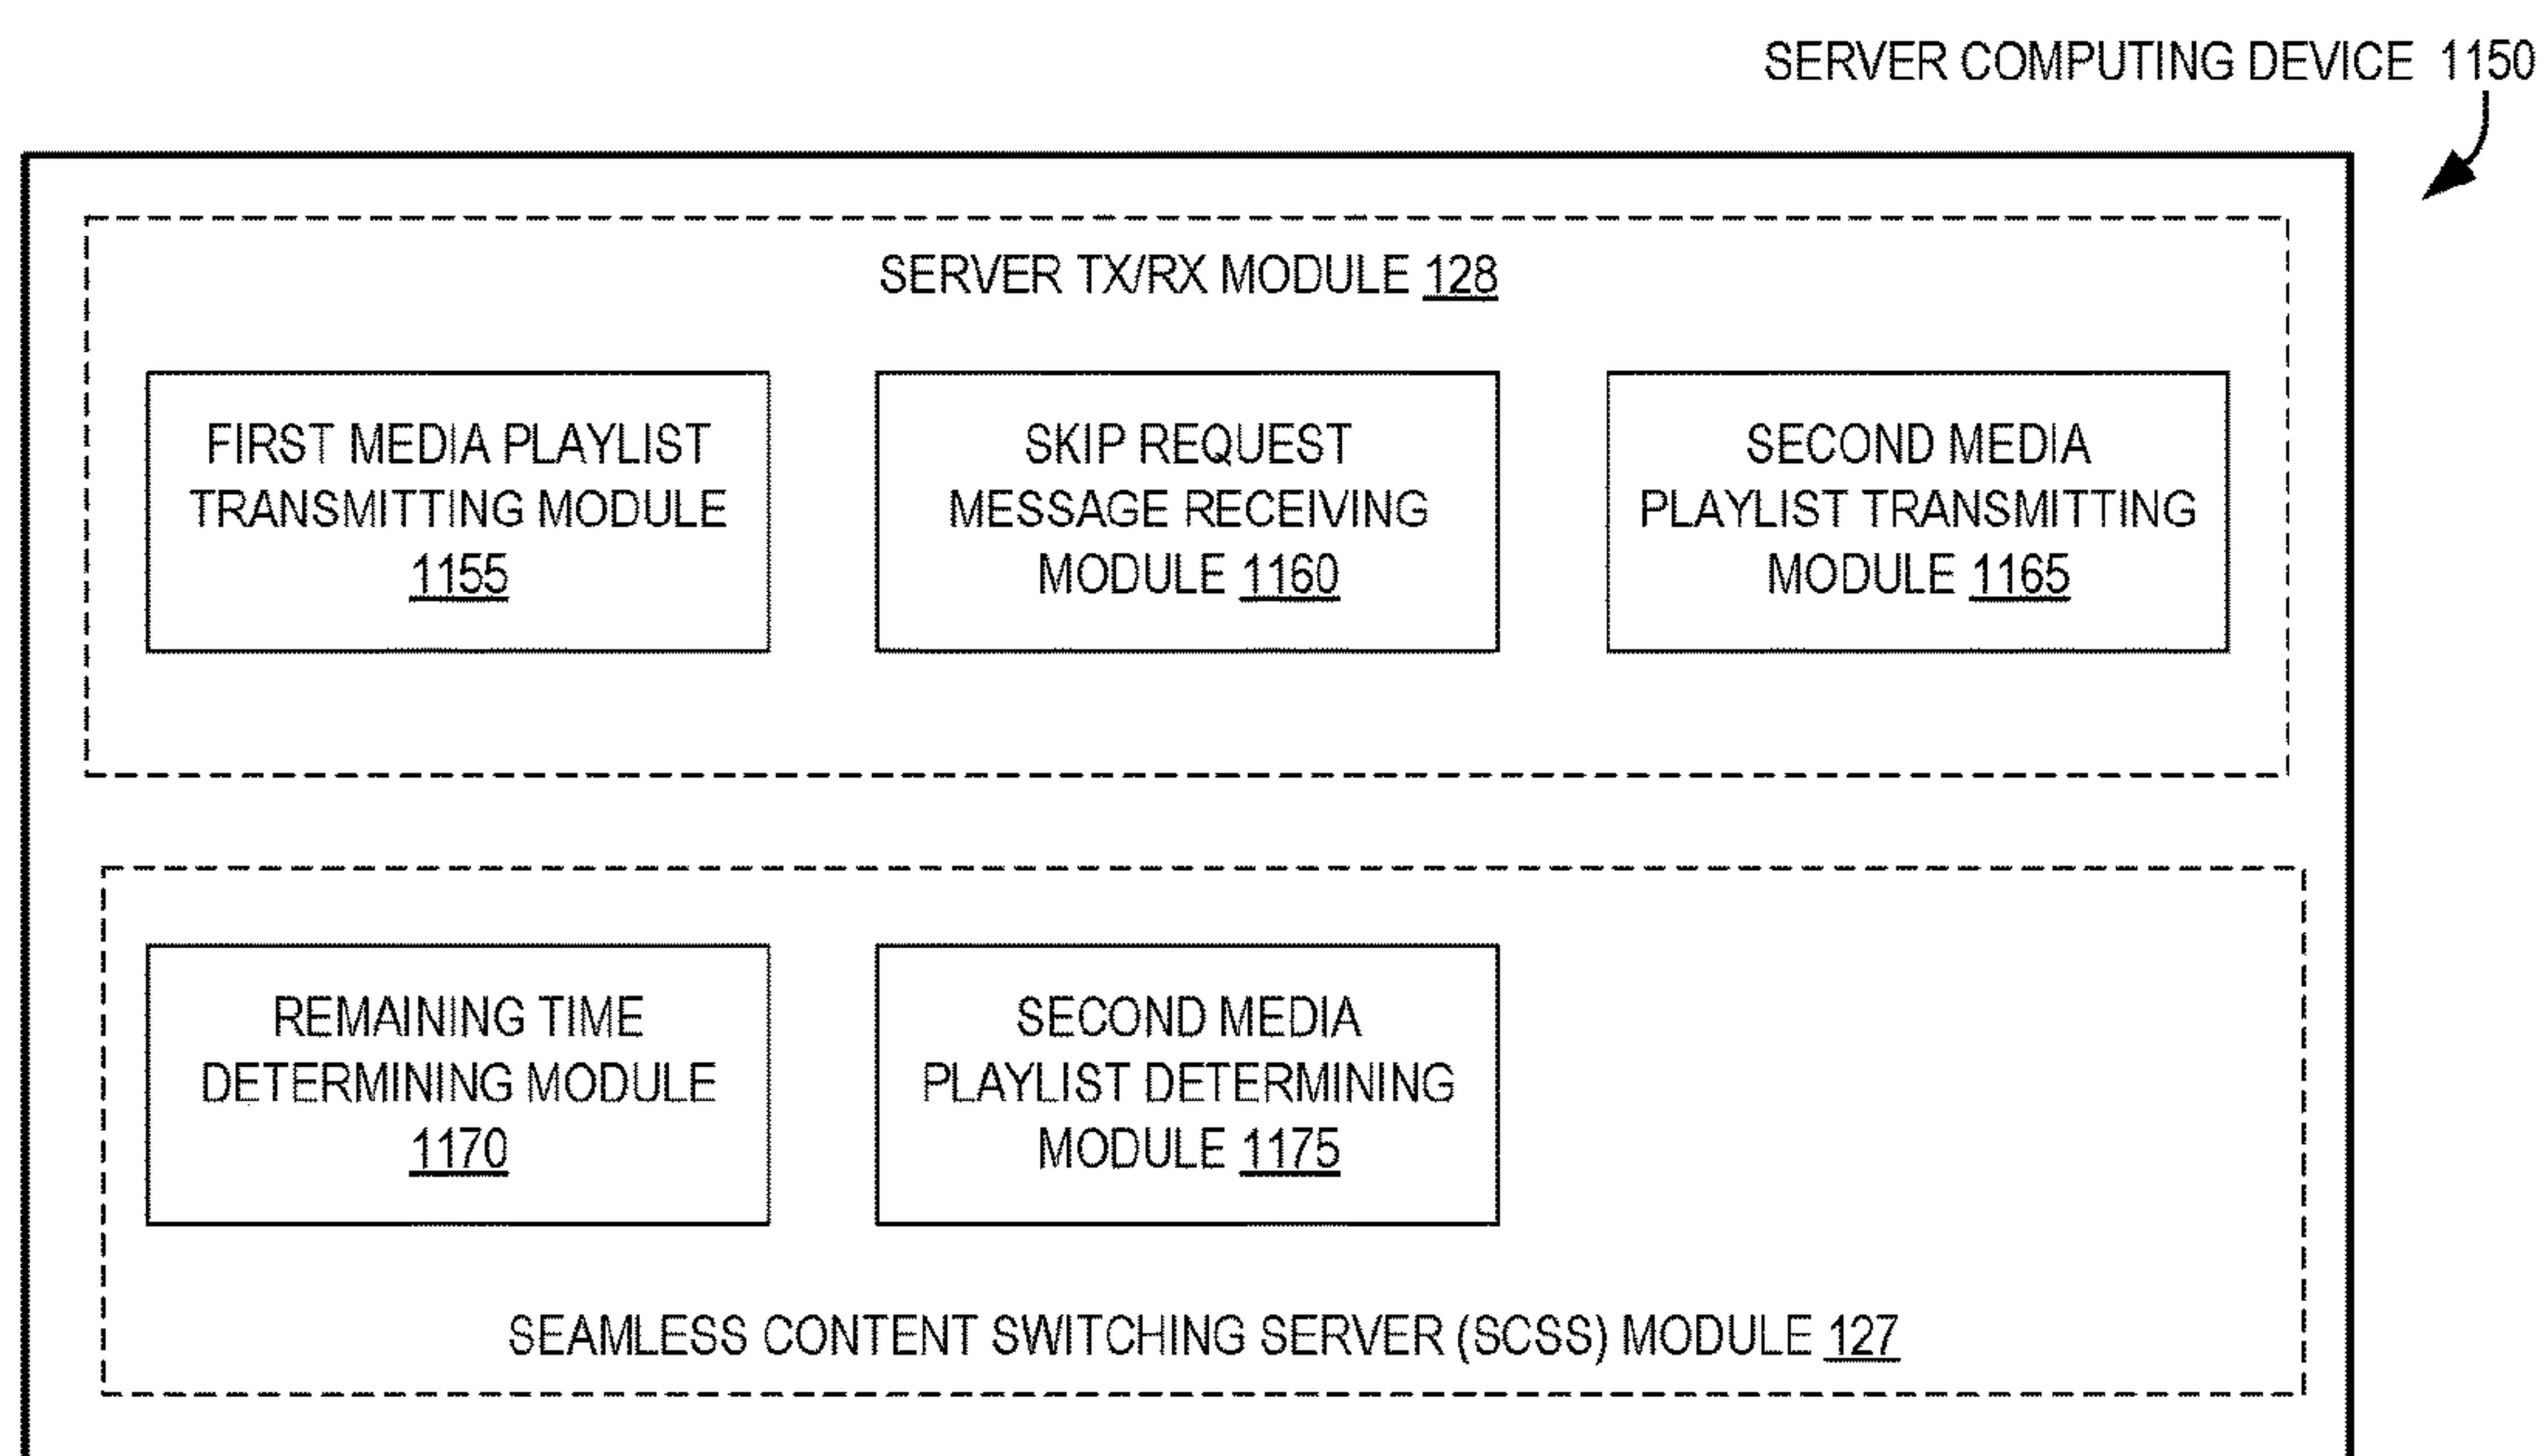 SERVER COMPUTING DEVICE 1150
SERVER TX/RX MODULE 128
FIRST MEDIA PLAYLIST
TRANSMITTING MODULE
1155
SKIP REQUEST
MESSAGE RECEIVING
MODULE 1160
SECOND MEDIA
PLAYLIST TRANSMITTING
MODULE 1165
REMAINING TIME
DETERMINING MODULE
1170
SECOND MEDIA
PLAYLIST DETERMINING
MODULE 1175
SEAMLESS CONTENT SWITCHING SERVER (SCSS) MODULE 127